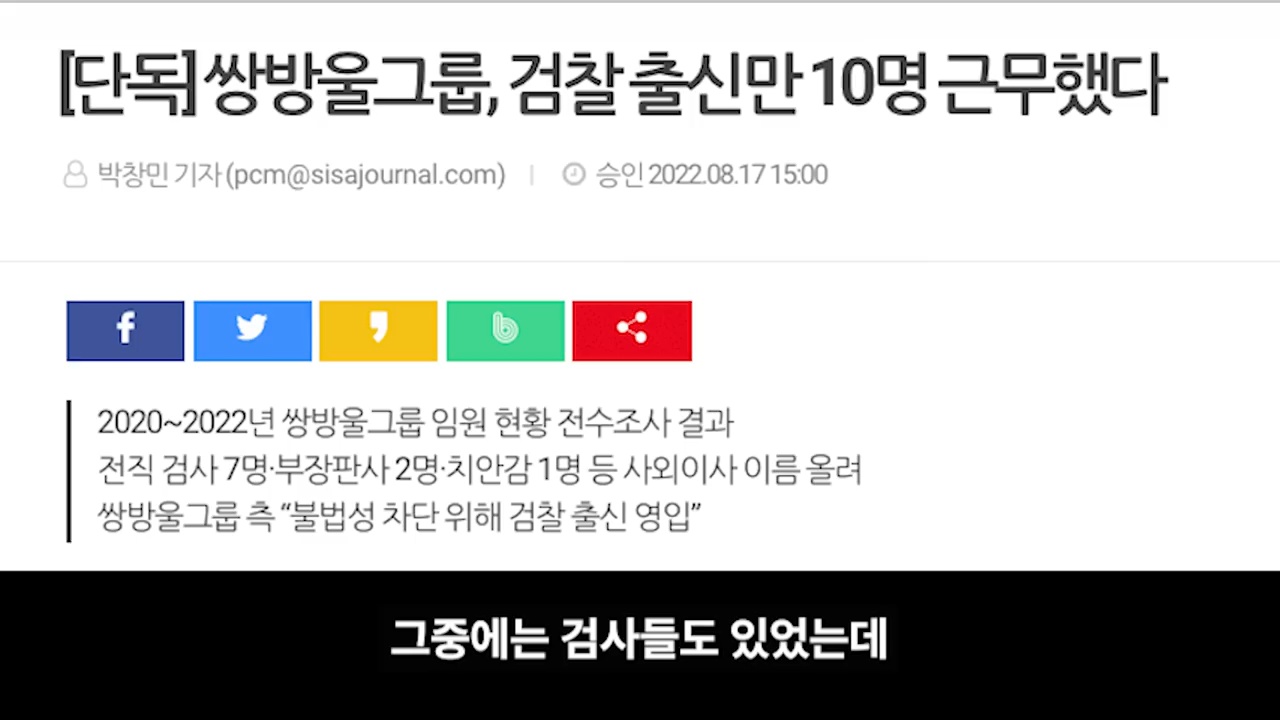 [단독] 쌍방울그룹, 검찰 출신만 10명 근무했다
박창민 기자 (pcm@sisajournal.com) | 승인 2022.08.17 15:00
2020~2022년 쌍방울그룹 임원 현황 전수조사 결과
전직 검사 7명·부장판사 2명·치안감 1명 등 사외이사 이름 올려
쌍방울그룹 측 “불법성 차단 위해 검찰 출신 영입”
그중에는 검사들도 있었는데